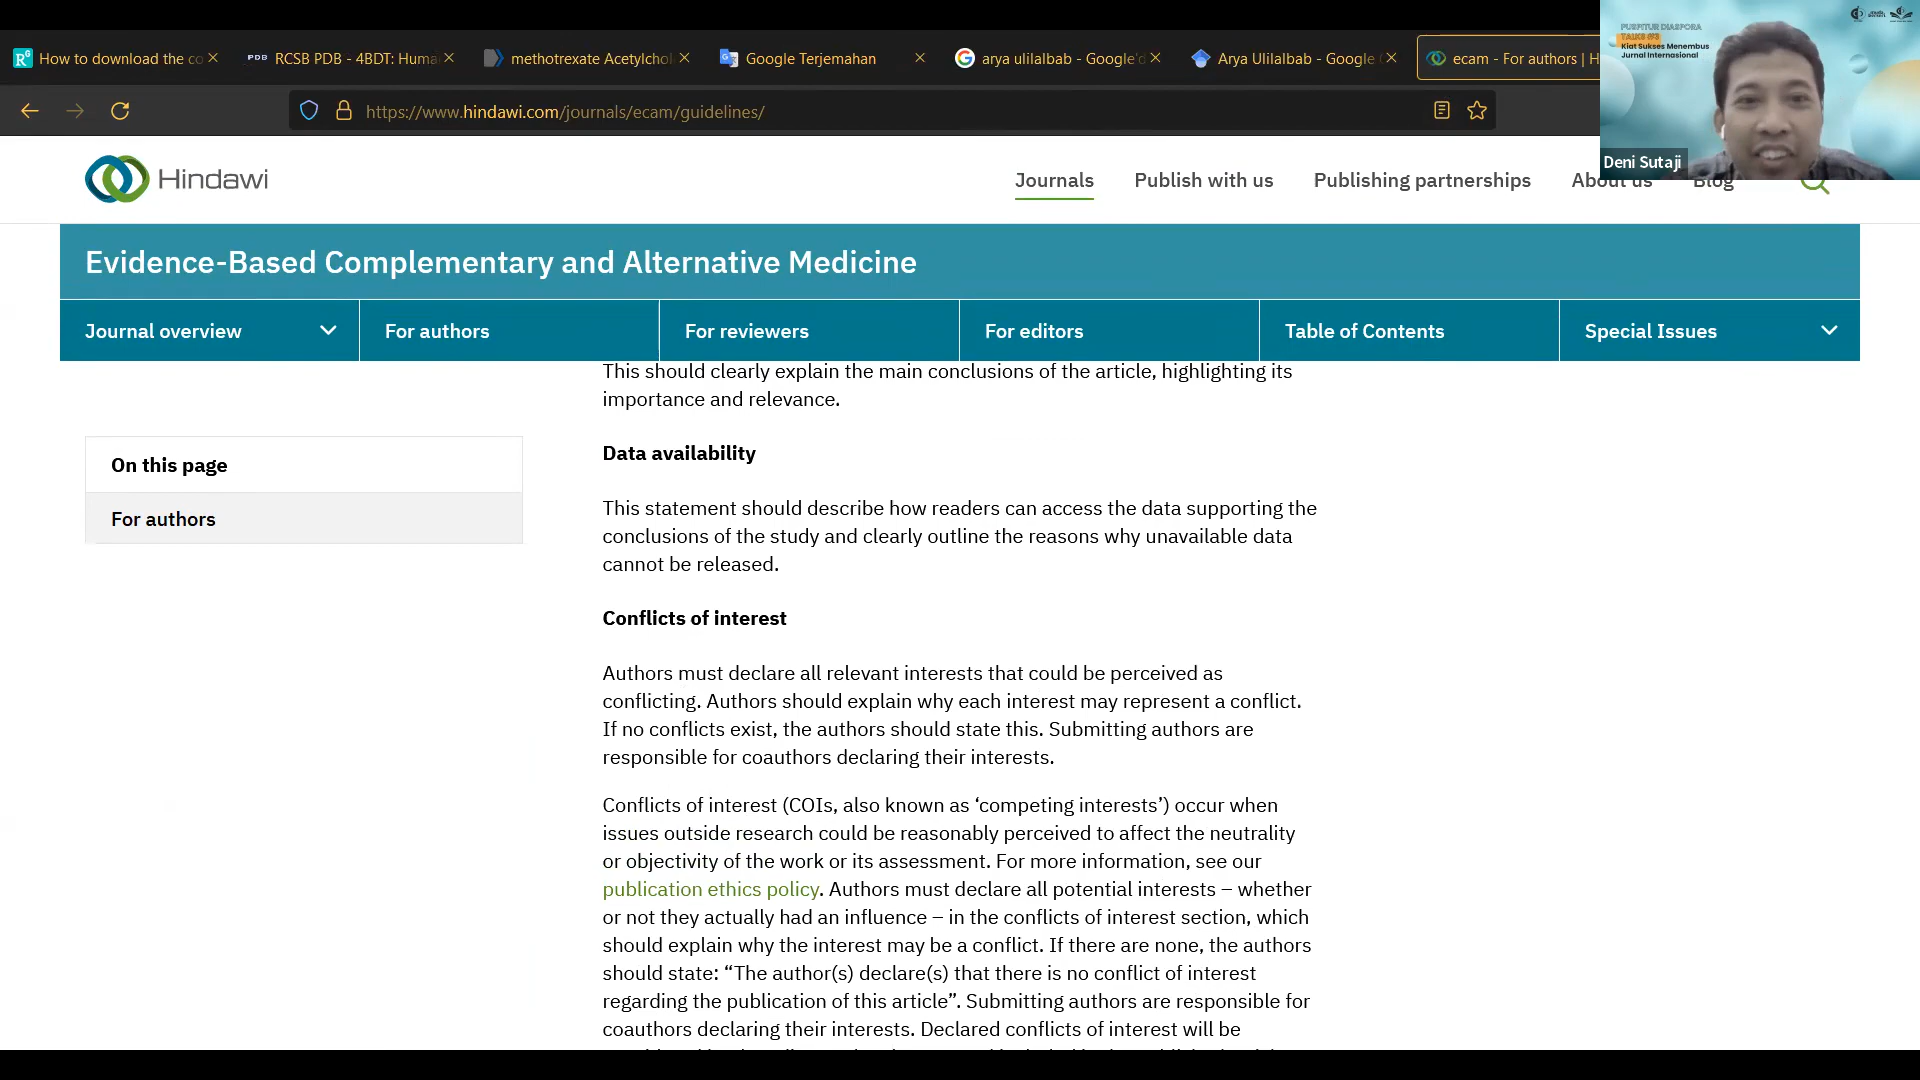 How to download the co
RCSB PDB - 4BDT: Huma
methotrexate Acetylchol
Google Terjemahan
arya ulilalbab - Google'd
Arya Ulilalbab - Google
ecam - For authors | H
https://www.hindawi.com/journals/ecam/guidelines/
PUSPITUR DIASPORA
TALKS #3
Kiat Sukses Menembus
Jurnal Internasional
Deni Sutaji
Hindawi
Journals
Publish with us
Publishing partnerships
About us
Blog
Evidence-Based Complementary and Alternative Medicine
Journal overview
For authors
For reviewers
For editors
Table of Contents
Special Issues
On this page
For authors
This should clearly explain the main conclusions of the article, highlighting its
importance and relevance.
Data availability
This statement should describe how readers can access the data supporting the
conclusions of the study and clearly outline the reasons why unavailable data
cannot be released.
Conflicts of interest
Authors must declare all relevant interests that could be perceived as
conflicting. Authors should explain why each interest may represent a conflict.
If no conflicts exist, the authors should state this. Submitting authors are
responsible for coauthors declaring their interests.
Conflicts of interest (COIs, also known as ‘competing interests’) occur when
issues outside research could be reasonably perceived to affect the neutrality
or objectivity of the work or its assessment. For more information, see our
publication ethics policy. Authors must declare all potential interests – whether
or not they actually had an influence – in the conflicts of interest section, which
should explain why the interest may be a conflict. If there are none, the authors
should state: “The author(s) declare(s) that there is no conflict of interest
regarding the publication of this article”. Submitting authors are responsible for
coauthors declaring their interests. Declared conflicts of interest will be